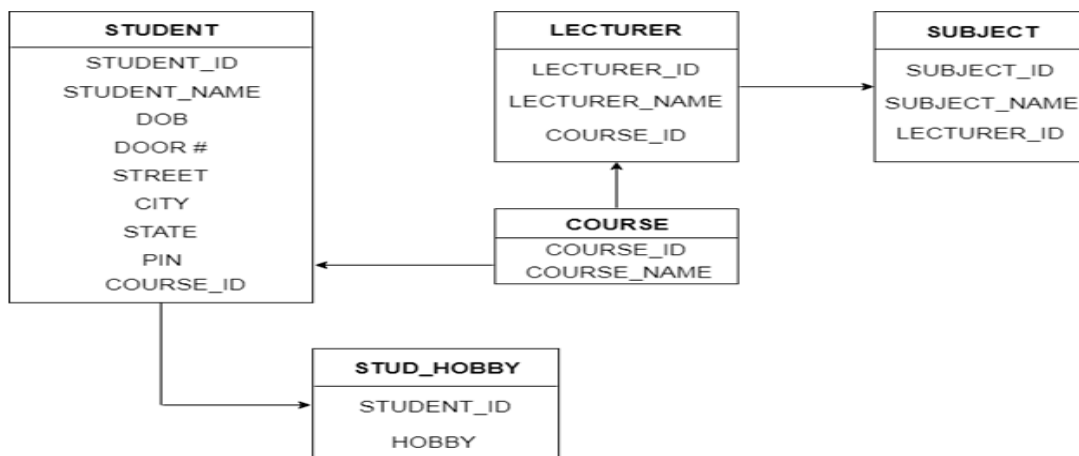 STUDENT
STUDENT_ID
STUDENT_NAME
DOB
DOOR #
STREET
CITY
STATE
PIN
COURSE_ID
LECTURER
LECTURER_ID
LECTURER_NAME
COURSE_ID
SUBJECT
SUBJECT_ID
SUBJECT_NAME
LECTURER_ID
COURSE
COURSE_ID
COURSE_NAME
STUD_HOBBY
STUDENT_ID
HOBBY